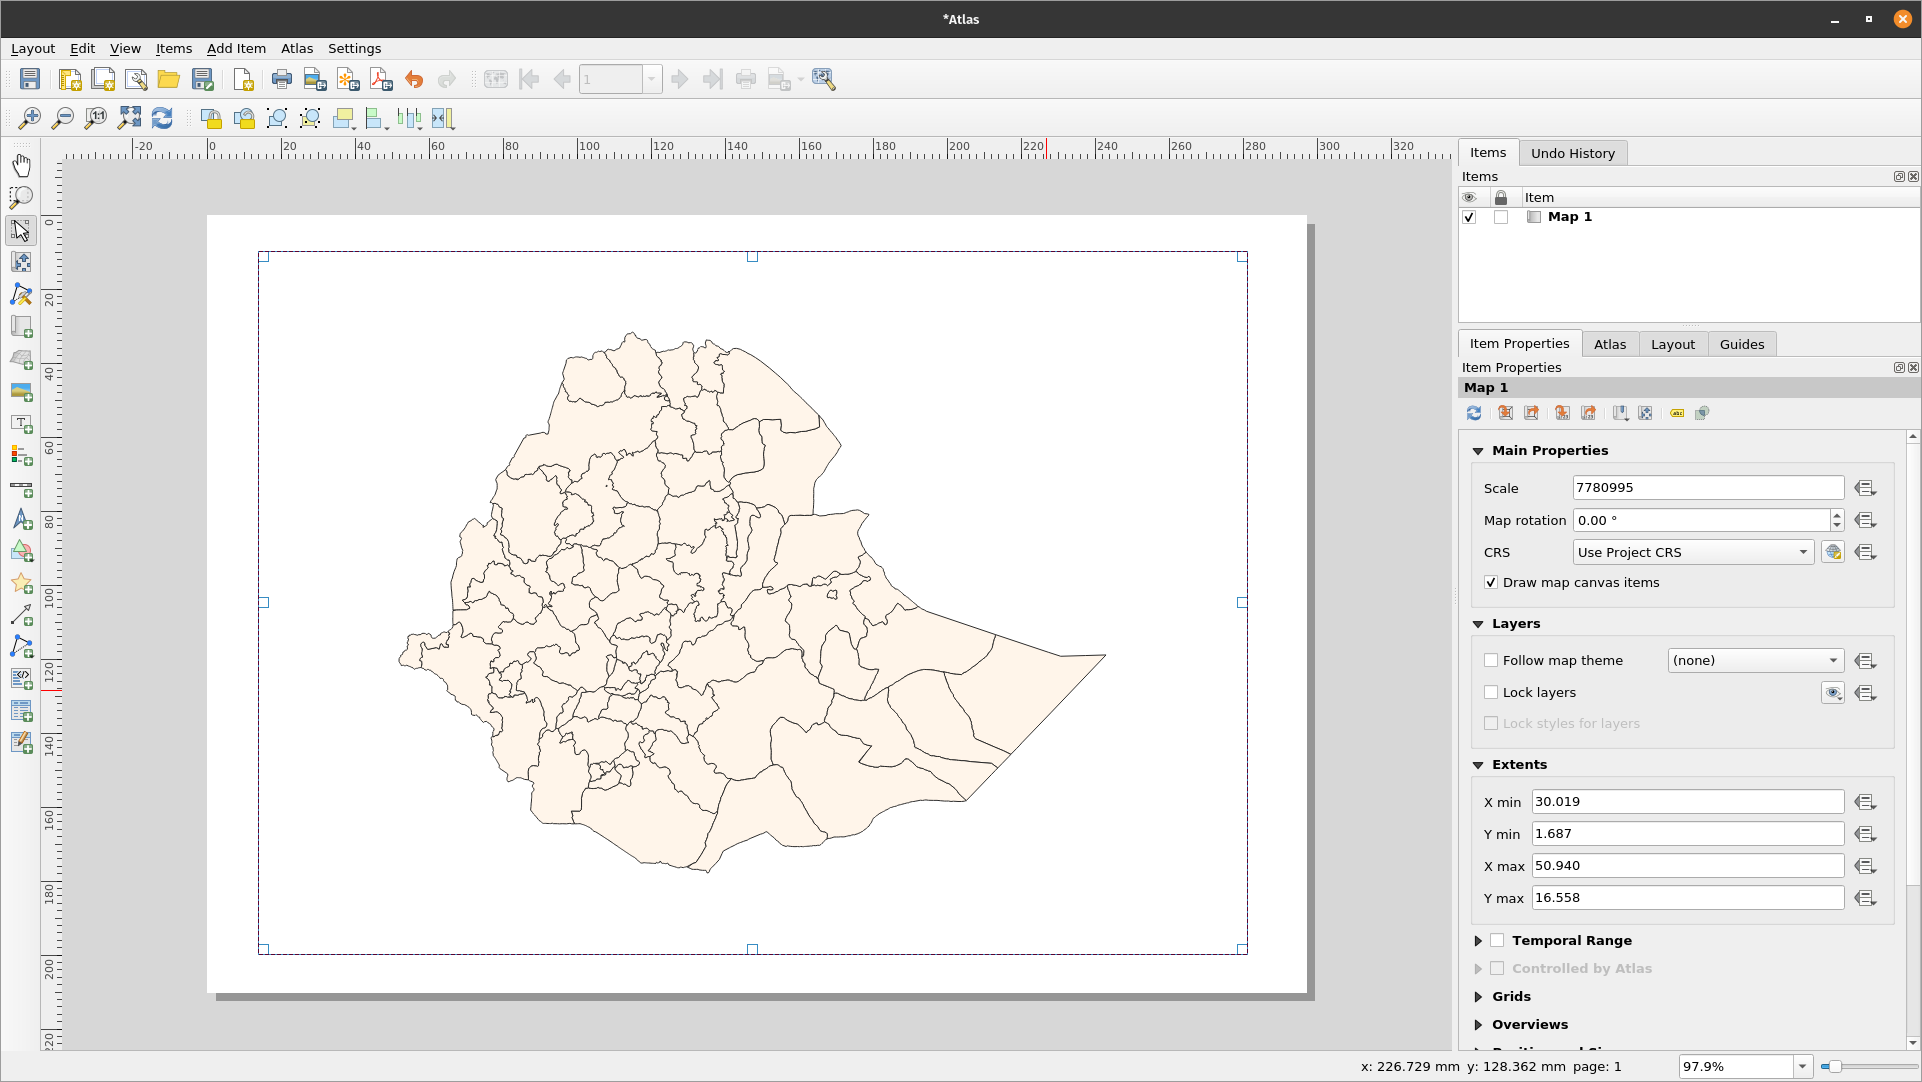 *Atlas
Layout Edit View Items Add Item Atlas Settings
1
1:1
-20 0 20 40 60 80 100 120 140 160 180 200 220 240 260 280 300 320
0
20
40
60
80
100
120
140
160
180
200
220
Items Undo History
Items
Item
Map 1
Item Properties Atlas Layout Guides
Item Properties
Map 1
Main Properties
Scale 7780995
Map rotation 0.00 °
CRS Use Project CRS
Draw map canvas items
Layers
Follow map theme (none)
Lock layers
Lock styles for layers
Extents
X min 30.019
Y min 1.687
X max 50.940
Y max 16.558
Temporal Range
Controlled by Atlas
Grids
Overviews
x: 226.729 mm y: 128.362 mm page: 1 97.9%